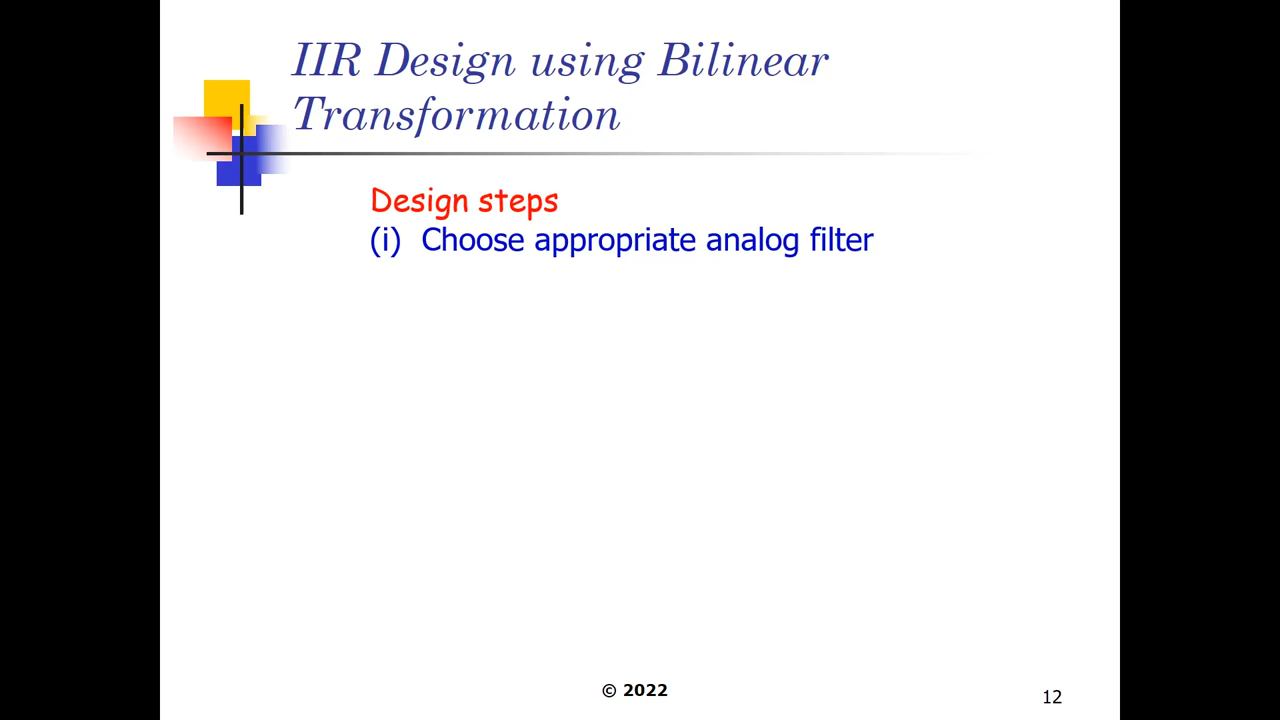 IIR Design using Bilinear
Transformation
Design steps
(i) Choose appropriate analog filter
© 2022
12